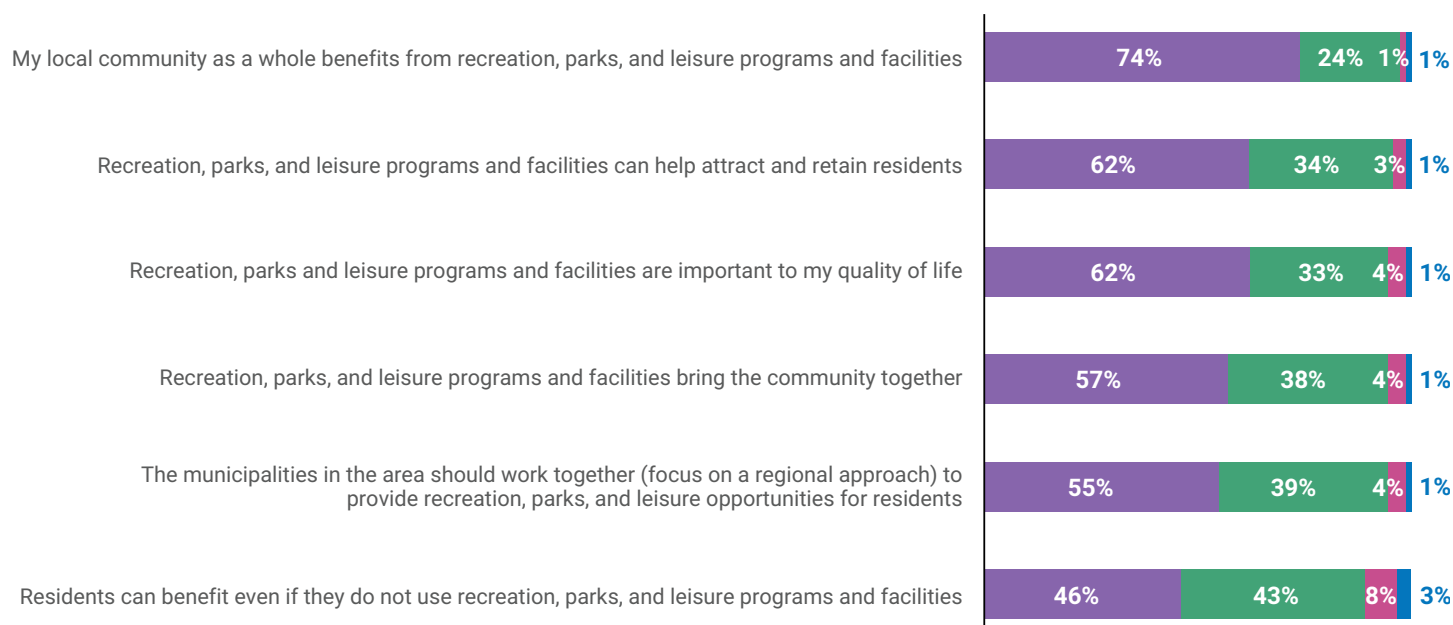 My local community as a whole benefits from recreation, parks, and leisure programs and facilities
74% 24% 1% 1%
Recreation, parks, and leisure programs and facilities can help attract and retain residents
62% 34% 3% 1%
Recreation, parks and leisure programs and facilities are important to my quality of life
62% 33% 4% 1%
Recreation, parks, and leisure programs and facilities bring the community together
57% 38% 4% 1%
The municipalities in the area should work together (focus on a regional approach) to
provide recreation, parks, and leisure opportunities for residents
55% 39% 4% 1%
Residents can benefit even if they do not use recreation, parks, and leisure programs and facilities
46% 43% 8% 3%